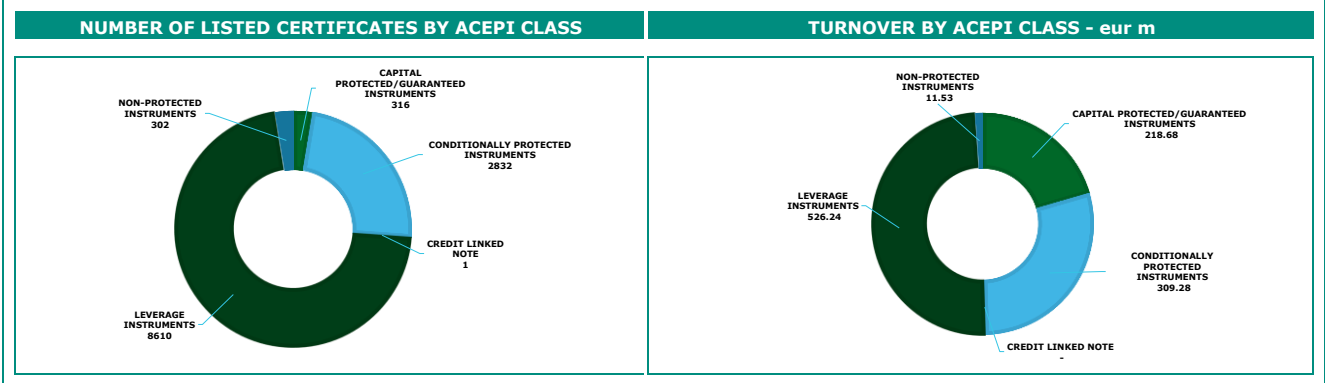 NUMBER OF LISTED CERTIFICATES BY ACEPI CLASS
CAPITAL
PROTECTED/GUARANTEED
INSTRUMENTS
316
NON-PROTECTED
INSTRUMENTS
302
CONDITIONALLY PROTECTED
INSTRUMENTS
2832
CREDIT LINKED
NOTE
1
LEVERAGE
INSTRUMENTS
8610
TURNOVER BY ACEPI CLASS - eur m
NON-PROTECTED
INSTRUMENTS
11.53
CAPITAL PROTECTED/GUARANTEED
INSTRUMENTS
218.68
LEVERAGE
INSTRUMENTS
526.24
CONDITIONALLY
PROTECTED
INSTRUMENTS
309.28
CREDIT LINKED NOTE
-